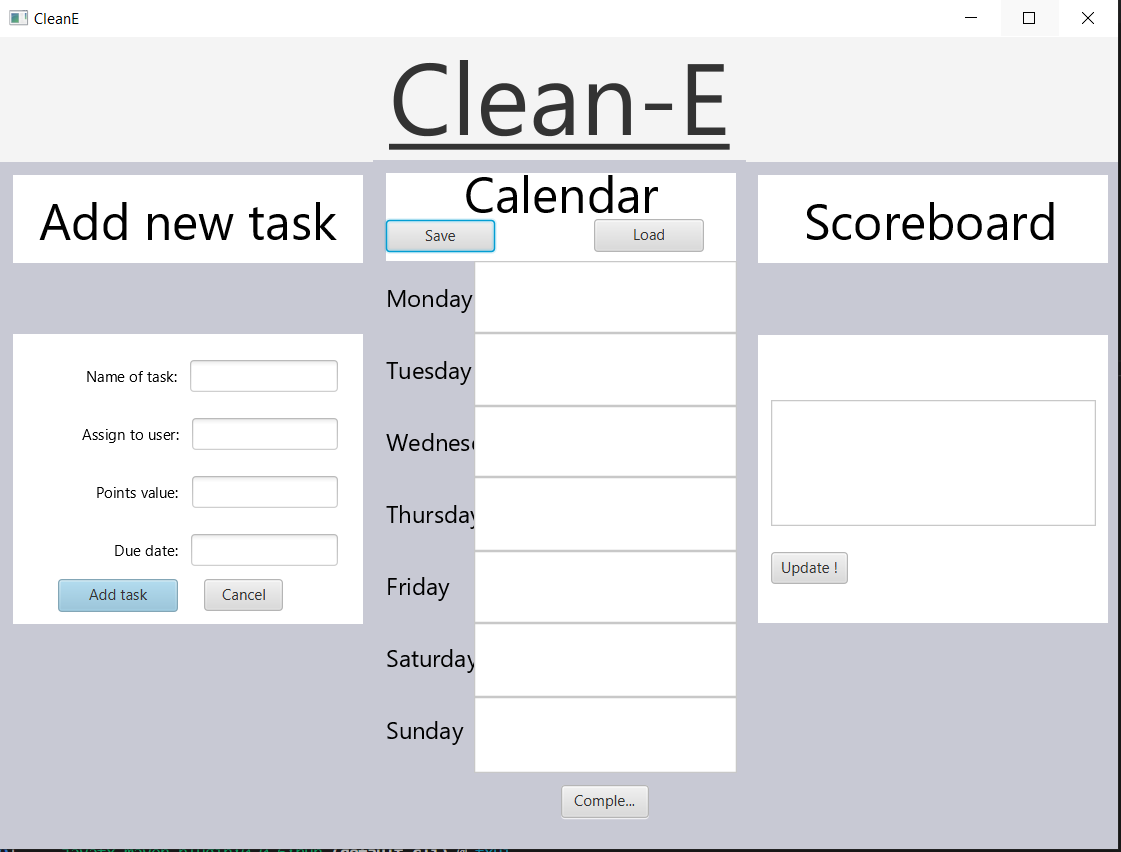 CleanE
Clean-E
Add new task
Name of task:
Assign to user:
Points value:
Due date:
Add task
Cancel
Calendar
Save
Load
Monday
Tuesday
Wednes
Thursday
Friday
Saturday
Sunday
Comple...
Scoreboard
Update !